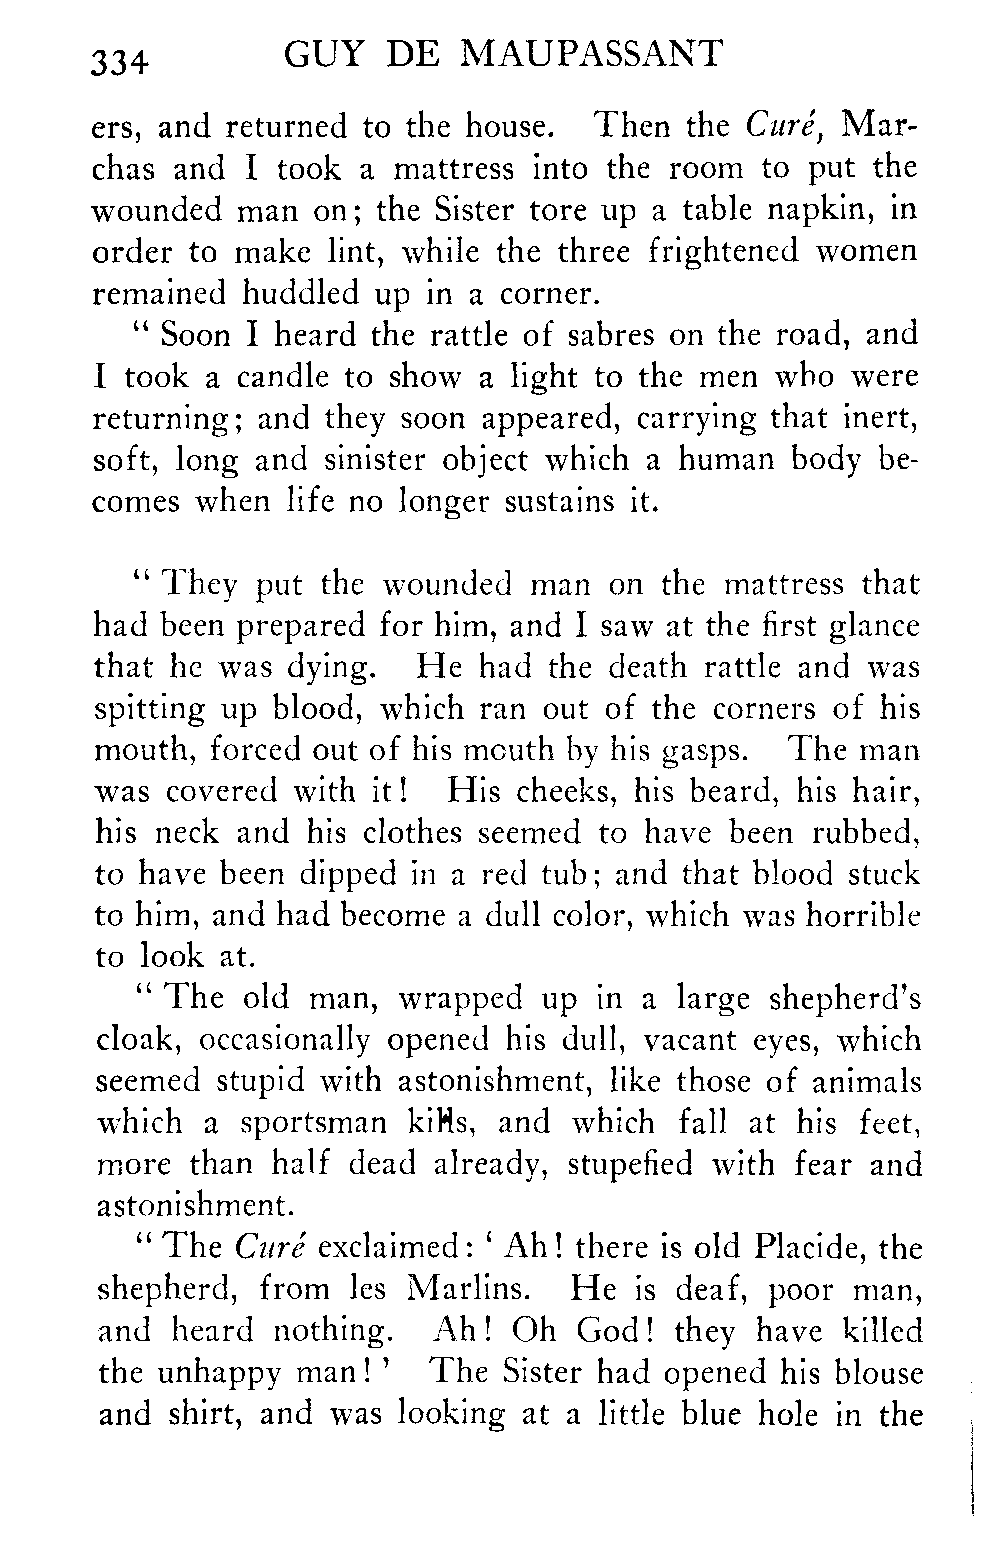 334 GUY DE MAUPASSANT
ers, and returned to the house. Then the Curé, Mar-
chas and I took a mattress into the room to put the
wounded man on; the Sister tore up a table napkin, in
order to make lint, while the three frightened women
remained huddled up in a corner.
“ Soon I heard the rattle of sabres on the road, and
I took a candle to show a light to the men who were
returning; and they soon appeared, carrying that inert,
soft, long and sinister object which a human body be-
comes when life no longer sustains it.
“ They put the wounded man on the mattress that
had been prepared for him, and I saw at the first glance
that he was dying. He had the death rattle and was
spitting up blood, which ran out of the corners of his
mouth, forced out of his mouth by his gasps. The man
was covered with it! His cheeks, his beard, his hair,
his neck and his clothes seemed to have been rubbed,
to have been dipped in a red tub; and that blood stuck
to him, and had become a dull color, which was horrible
to look at.
“ The old man, wrapped up in a large shepherd's
cloak, occasionally opened his dull, vacant eyes, which
seemed stupid with astonishment, like those of animals
which a sportsman kills, and which fall at his feet,
more than half dead already, stupefied with fear and
astonishment.
“ The Curé exclaimed: ‘ Ah! there is old Placide, the
shepherd, from les Marlins. He is deaf, poor man,
and heard nothing. Ah! Oh God! they have killed
the unhappy man! ’ The Sister had opened his blouse
and shirt, and was looking at a little blue hole in the